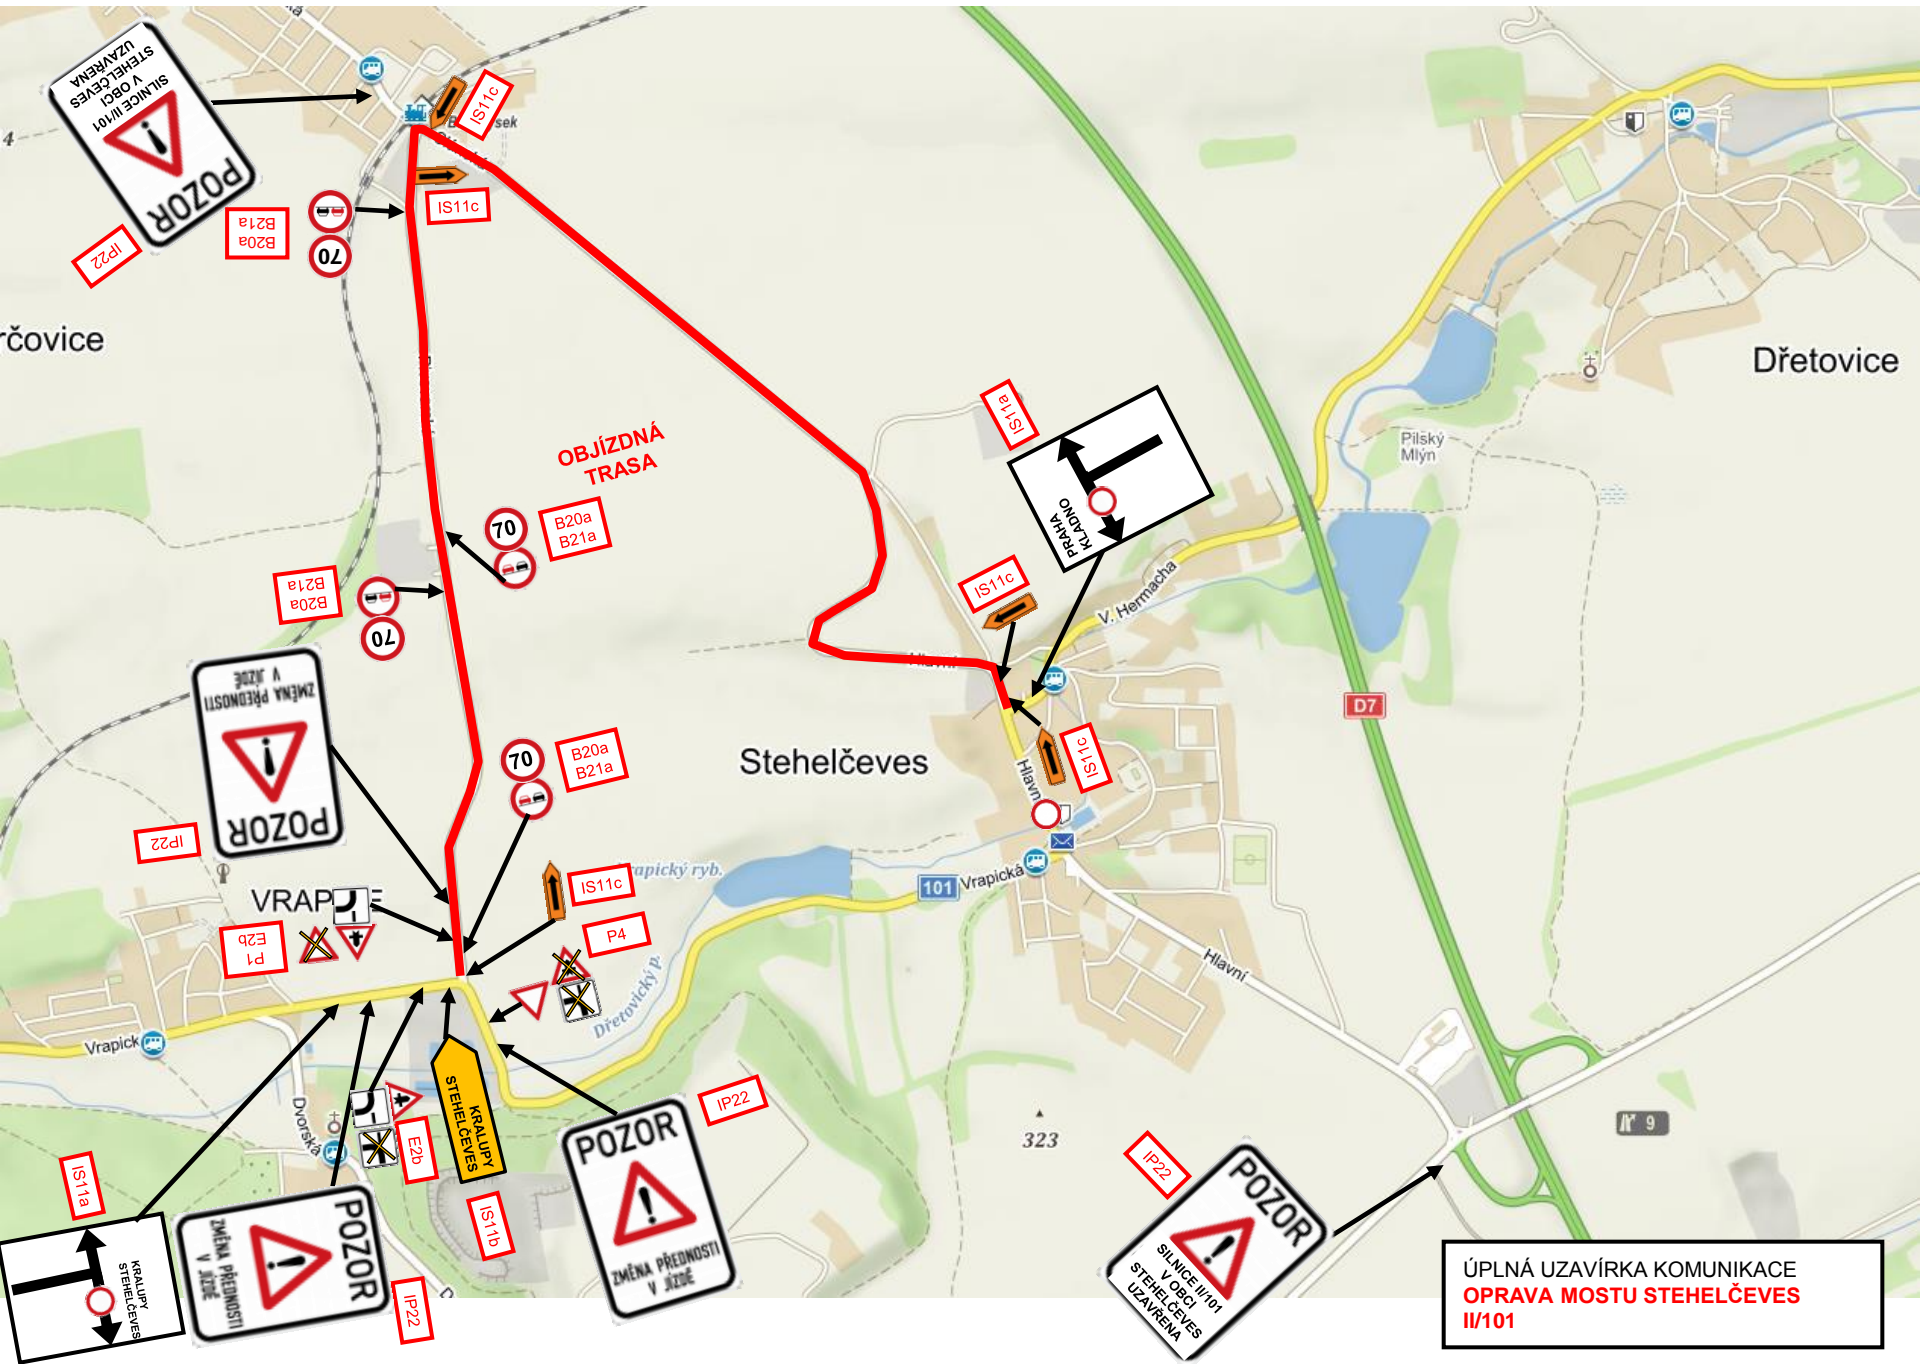 POZOR
SILNICE II/101
V OBCI
STEHELČEVES
UZAVŘENA
IP22
B20a
B21a
70
IS11c
IS11c
4
rčovice
OBJÍZDNÁ
TRASA
70
B20a
B21a
B20a
B21a
70
IS11a
PRAHA
KLADNO
IS11c
V. Hermacha
Pilský
Mlýn
Dřetovice
D7
Hlavní
POZOR
ZMĚNA PŘEDNOSTI
V JÍZDĚ
IP22
70
B20a
B21a
Stehelčeves
IS11c
P1
E2b
IS11c
P4
101
Vrapická
Hlavní
Dřetovický p.
Dvorská
323
9
IS11a
KRALUPY
STEHELČEVES
POZOR
ZMĚNA PŘEDNOSTI
V JÍZDĚ
IP22
E2b
KRALUPY
STEHELČEVES
IS11b
POZOR
ZMĚNA PŘEDNOSTI
V JÍZDĚ
IP22
IP22
POZOR
SILNICE II/101
V OBCI
STEHELČEVES
UZAVŘENA
ÚPLNÁ UZAVÍRKA KOMUNIKACE
OPRAVA MOSTU STEHELČEVES
II/101